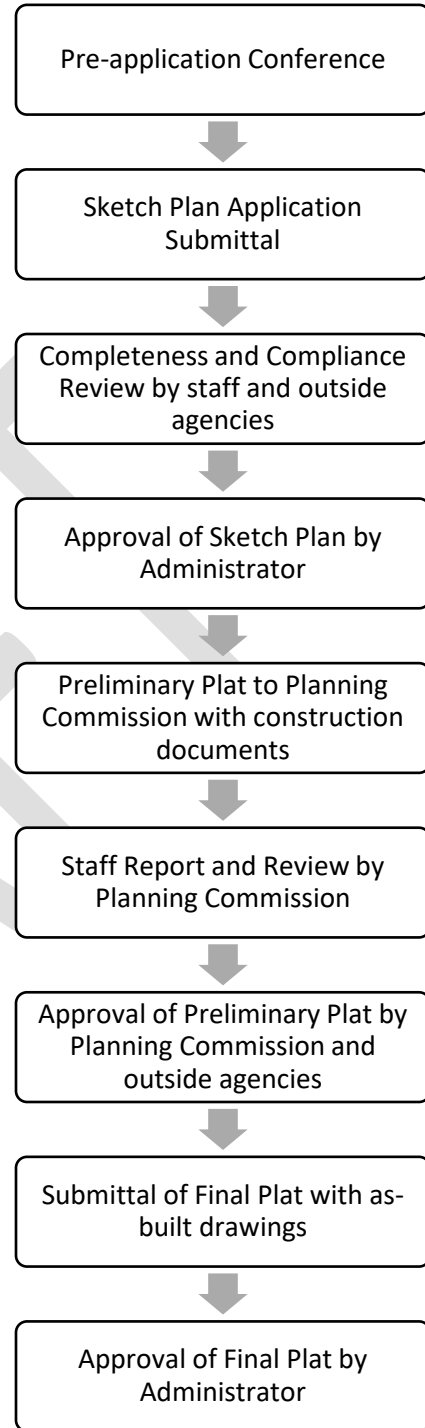 Pre-application Conference
Sketch Plan Application
Submittal
Completeness and Compliance
Review by staff and outside
agencies
Approval of Sketch Plan by
Administrator
Preliminary Plat to Planning
Commission with construction
documents
Staff Report and Review by
Planning Commission
Approval of Preliminary Plat by
Planning Commission and
outside agencies
Submittal of Final Plat with as-
built drawings
Approval of Final Plat by
Administrator